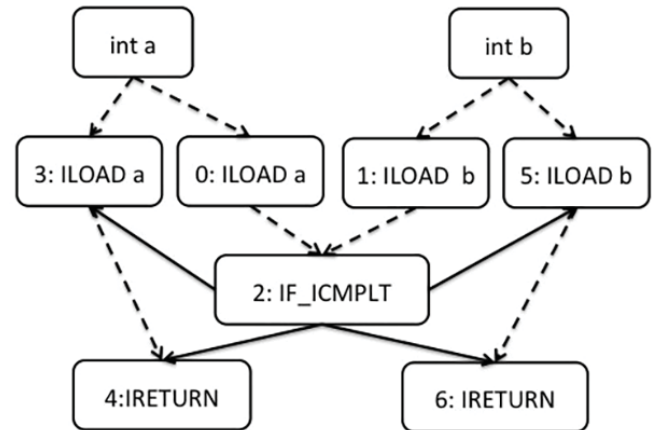 int a
int b
3: ILOAD a
0: ILOAD a
1: ILOAD b
5: ILOAD b
2: IF_ICMPLT
4:IRETURN
6: IRETURN